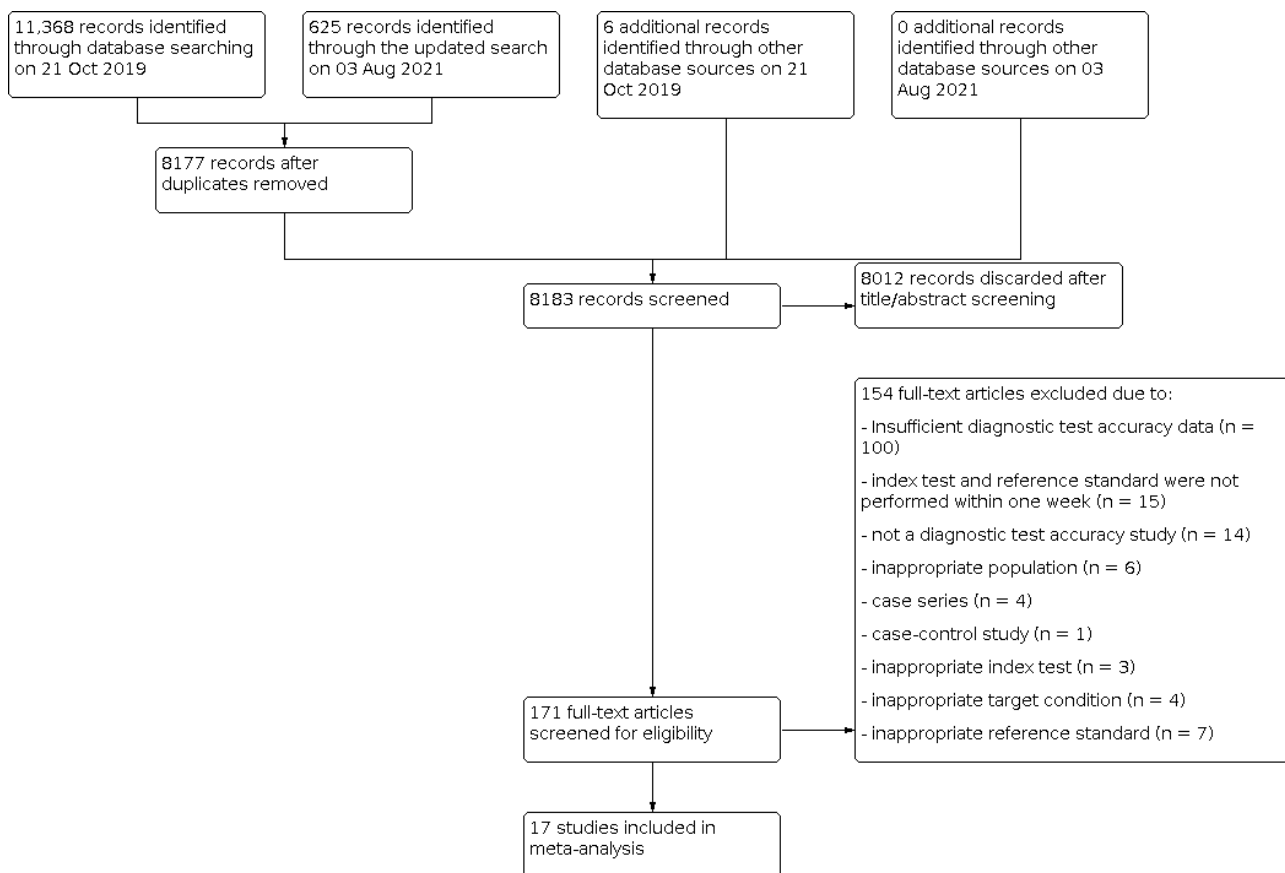 11,368 records identified
through database searching
on 21 Oct 2019
625 records identified
through the updated search
on 03 Aug 2021
6 additional records
identified through other
database sources on 21
Oct 2019
0 additional records
identified through other
database sources on 03
Aug 2021
8177 records after
duplicates removed
8183 records screened
8012 records discarded after
title/abstract screening
154 full-text articles excluded due to:
- Insufficient diagnostic test accuracy data (n =
100)
- index test and reference standard were not
performed within one week (n = 15)
- not a diagnostic test accuracy study (n = 14)
- inappropriate population (n = 6)
- case series (n = 4)
- case-control study (n = 1)
- inappropriate index test (n = 3)
- inappropriate target condition (n = 4)
- inappropriate reference standard (n = 7)
171 full-text articles
screened for eligibility
17 studies included in
meta-analysis